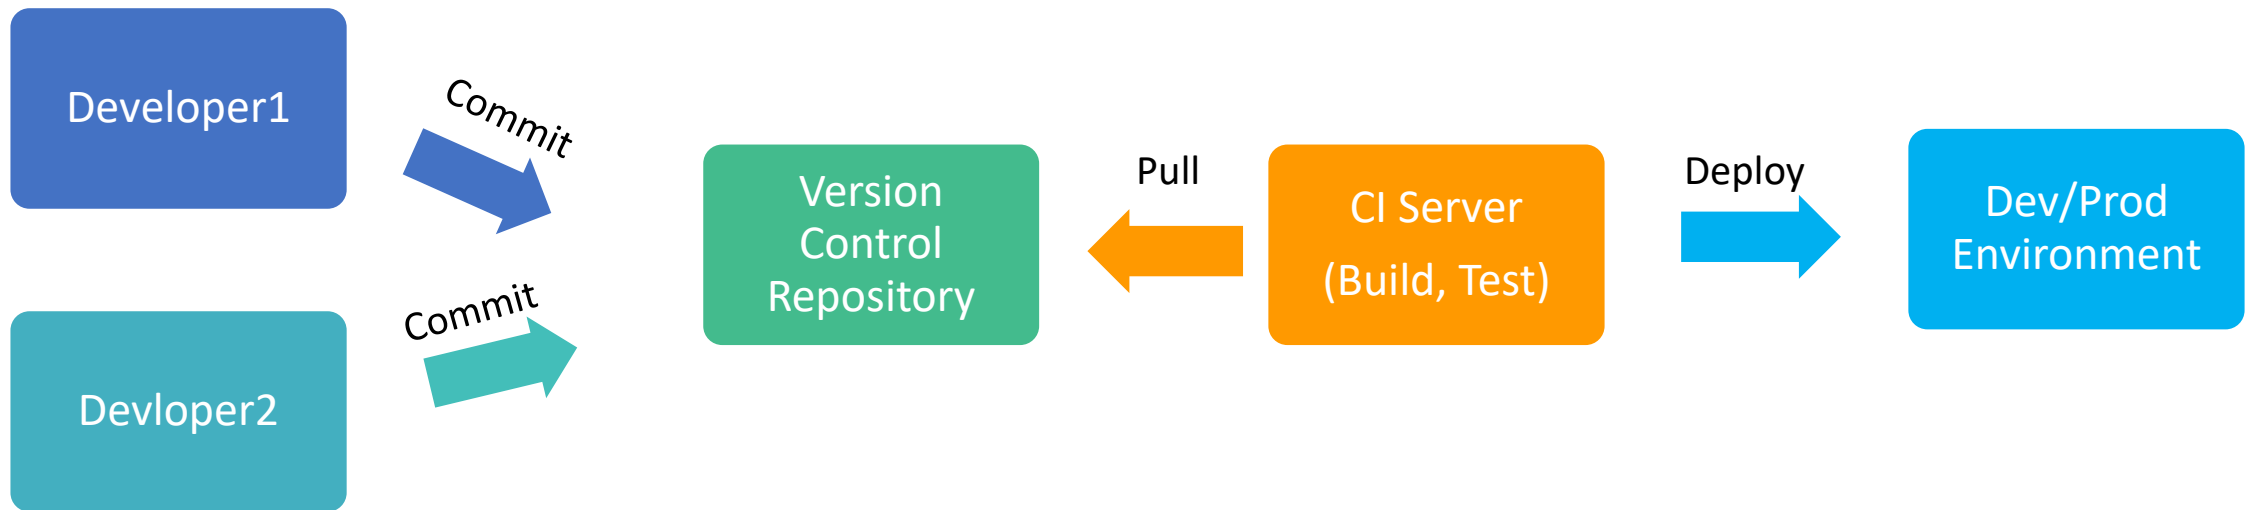 Developer1
Commit
Devloper2
Commit
Version
Control
Repository
Pull
CI Server
(Build, Test)
Deploy
Dev/Prod
Environment